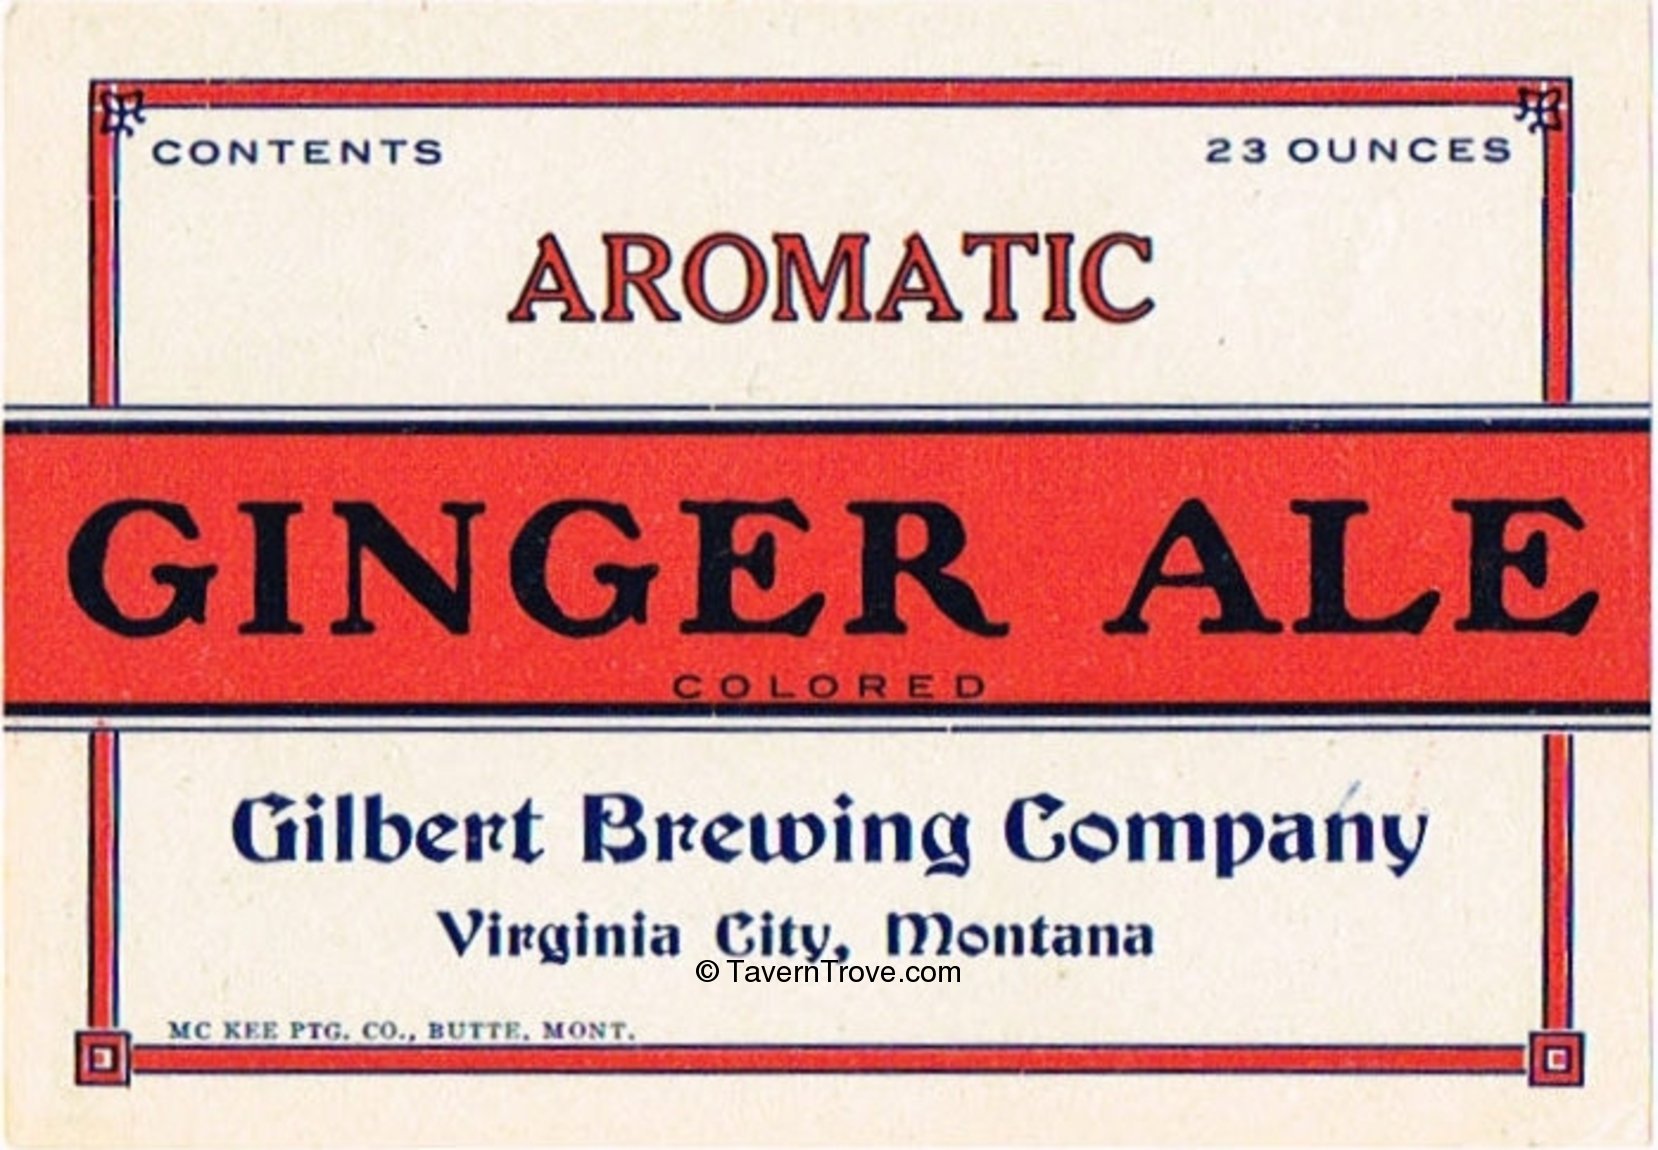 CONTENTS 23 OUNCES
AROMATIC
GINGER ALE
COLORED
Gilbert Brewing Company
Virginia City, Montana
© TavernTrove.com
MC KEE PTG. CO., BUTTE, MONT.